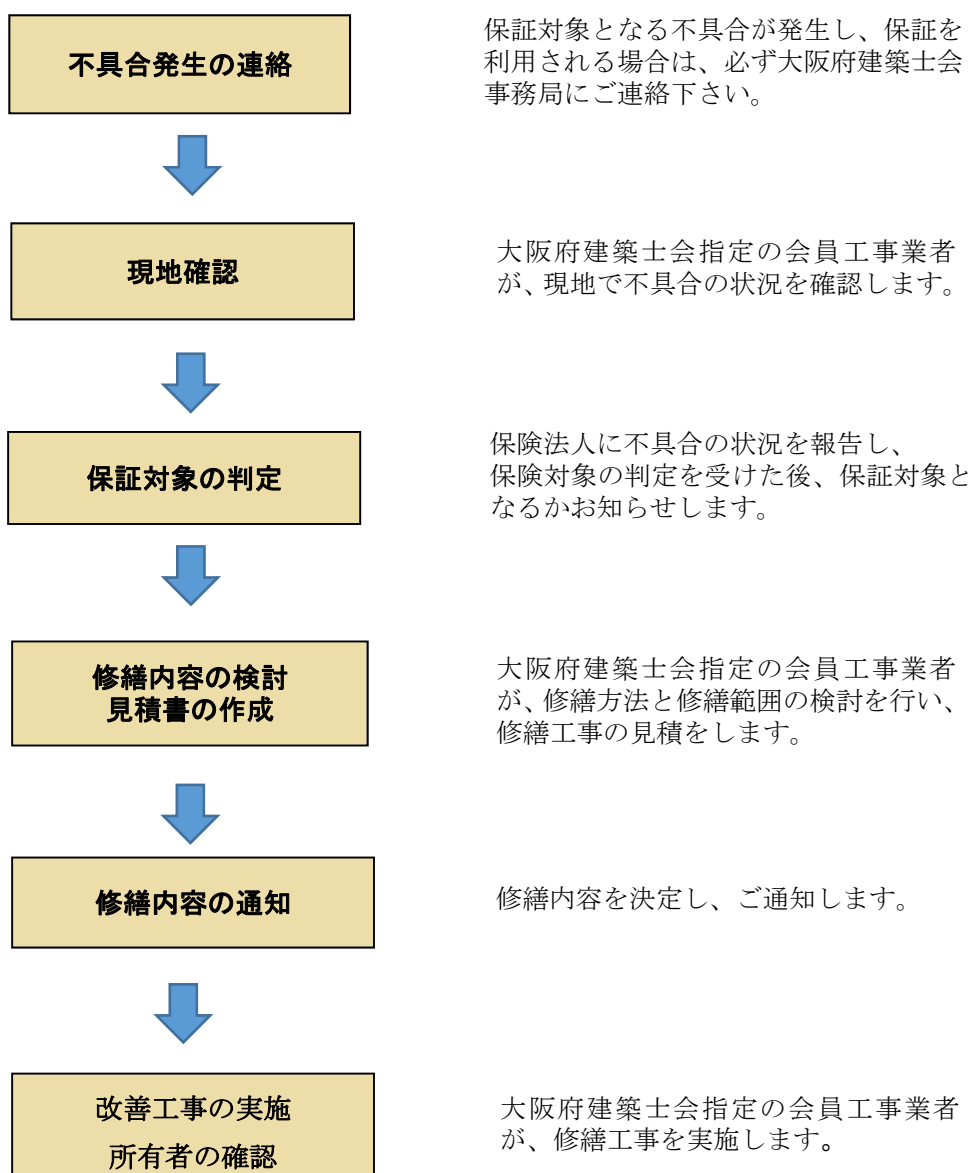 不具合発生の連絡
保証対象となる不具合が発生し、保証を
利用される場合は、必ず大阪府建築士会
事務局にご連絡下さい。
現地確認
大阪府建築士会指定の会員工事業者
が、現地で不具合の状況を確認します。
保証対象の判定
保険法人に不具合の状況を報告し、
保険対象の判定を受けた後、保証対象と
なるかお知らせします。
修繕内容の検討
見積書の作成
大阪府建築士会指定の会員工事業者
が、修繕方法と修繕範囲の検討を行い、
修繕工事の見積をします。
修繕内容の通知
修繕内容を決定し、ご通知します。
改善工事の実施
所有者の確認
大阪府建築士会指定の会員工事業者
が、修繕工事を実施します。